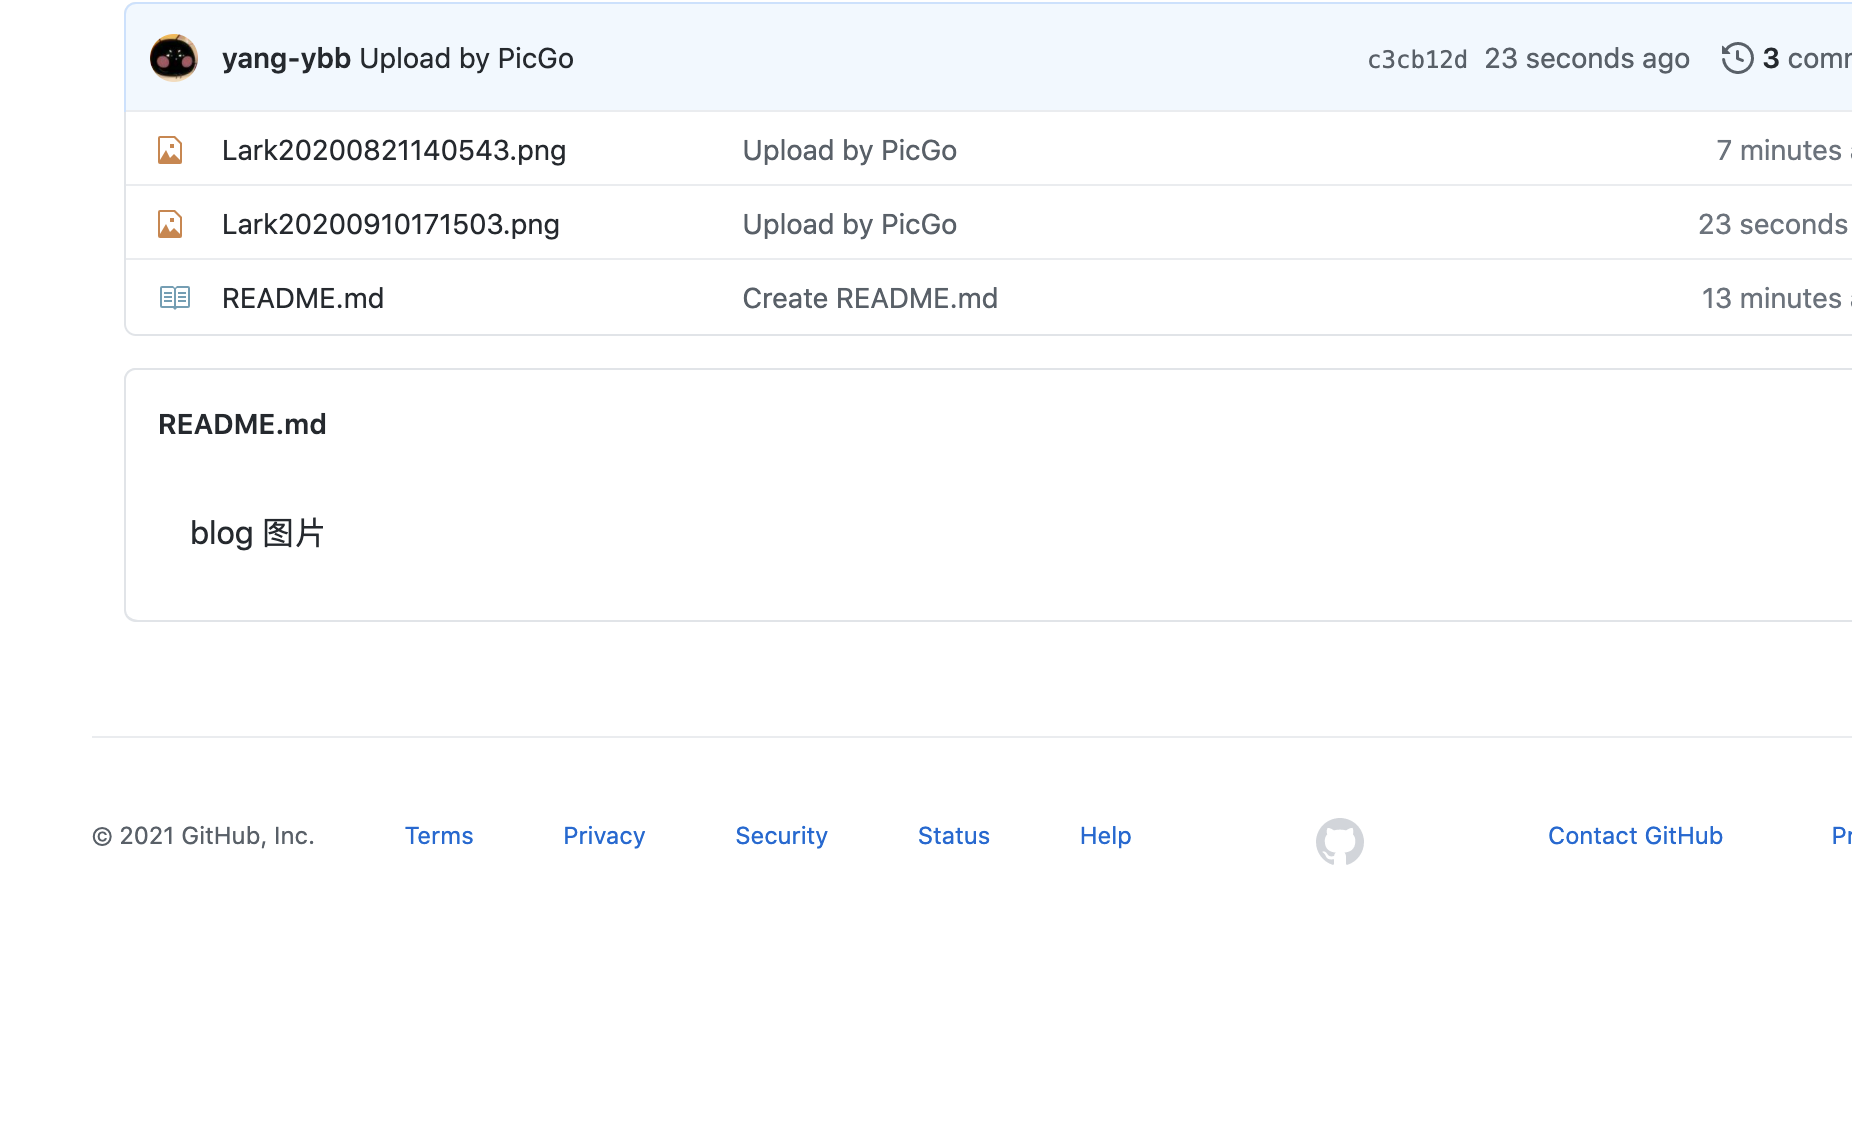 yang-ybb Upload by PicGo c3cb12d 23 seconds ago 3
Lark20200821140543.png Upload by PicGo 7 minutes
Lark20200910171503.png Upload by PicGo 23 seconds
README.md Create README.md 13 minutes
README.md
blog 图片
© 2021 GitHub, Inc. Terms Privacy Security Status Help Contact GitHub